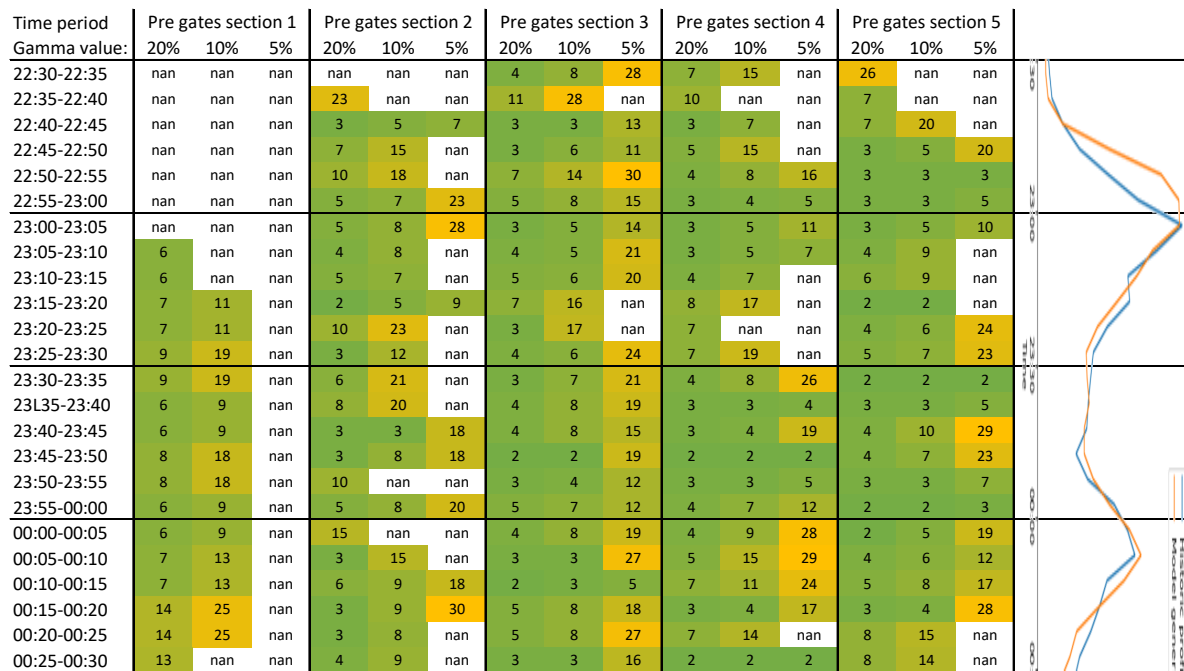 Time period Pre gates section 1 Pre gates section 2 Pre gates section 3 Pre gates section 4 Pre gates section 5
Gamma value: 20% 10% 5% 20% 10% 5% 20% 10% 5% 20% 10% 5% 20% 10% 5%
22:30-22:35 nan nan nan nan nan nan 4 8 28 7 15 nan 26 nan nan
22:35-22:40 nan nan nan 23 nan nan 11 28 nan 10 nan nan 7 nan nan
22:40-22:45 nan nan nan 3 5 7 3 3 13 3 7 nan 7 20 nan
22:45-22:50 nan nan nan 7 15 nan 3 6 11 5 15 nan 3 5 20
22:50-22:55 nan nan nan 10 18 nan 7 14 30 4 8 16 3 3 3
22:55-23:00 nan nan nan 5 7 23 5 8 15 3 4 5 3 3 5
23:00-23:05 nan nan nan 5 8 28 3 5 14 3 5 11 3 5 10
23:05-23:10 6 nan nan 4 8 nan 4 5 21 3 5 7 4 9 nan
23:10-23:15 6 nan nan 5 7 nan 5 6 20 4 7 nan 6 9 nan
23:15-23:20 7 11 nan 2 5 9 7 16 nan 8 17 nan 2 2 nan
23:20-23:25 7 11 nan 10 23 nan 3 17 nan 7 nan nan 4 6 24
23:25-23:30 9 19 nan 3 12 nan 4 6 24 7 19 nan 5 7 23
23:30-23:35 9 19 nan 6 21 nan 3 7 21 4 8 26 2 2 2
23L35-23:40 6 9 nan 8 20 nan 4 8 19 3 3 4 3 3 5
23:40-23:45 6 9 nan 3 3 18 4 8 15 3 4 19 4 10 29
23:45-23:50 8 18 nan 3 8 18 2 2 19 2 2 2 4 7 23
23:50-23:55 8 18 nan 10 nan nan 3 4 12 3 3 5 3 3 7
23:55-00:00 6 9 nan 5 8 20 5 7 12 4 7 12 2 2 3
00:00-00:05 6 9 nan 15 nan nan 4 8 19 4 9 28 2 5 19
00:05-00:10 7 13 nan 3 15 nan 3 3 27 5 15 29 4 6 12
00:10-00:15 7 13 nan 6 9 18 2 3 5 7 11 24 5 8 17
00:15-00:20 14 25 nan 3 9 30 5 8 18 3 4 17 3 4 28
00:20-00:25 14 25 nan 3 8 nan 5 8 27 7 14 nan 8 15 nan
00:25-00:30 13 nan nan 4 9 nan 3 3 16 2 2 2 8 14 nan
23:00
23:30
Time
Model